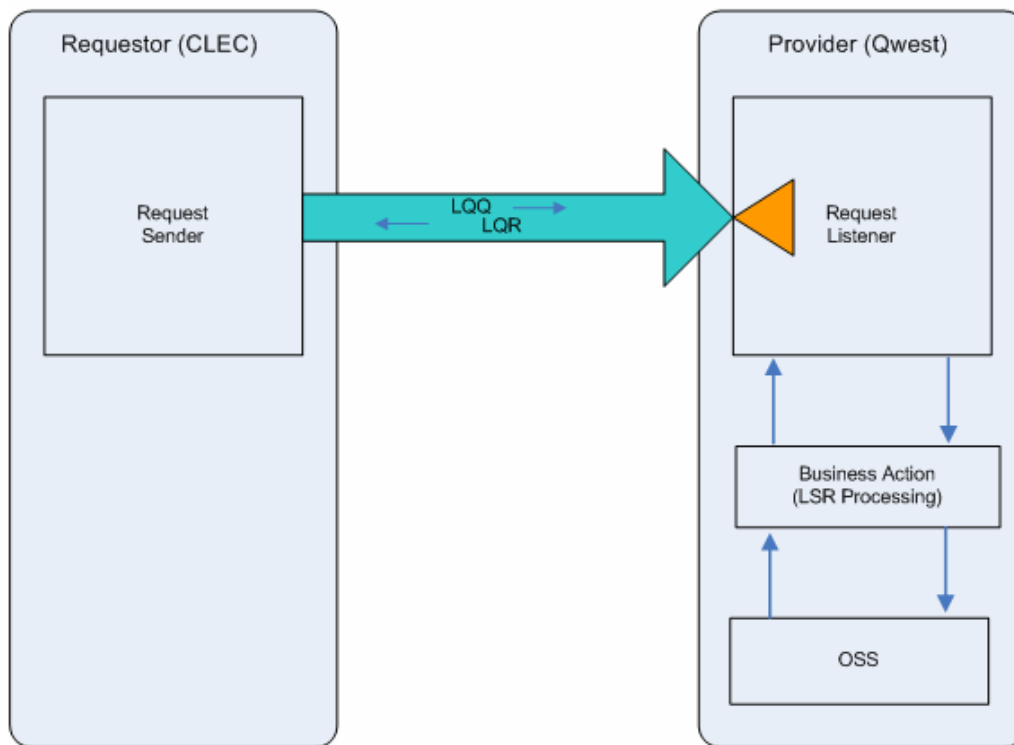 Requestor (CLEC)
Provider (Qwest)
Request
Sender
LQQ
LQR
Request
Listener
Business Action
(LSR Processing)
OSS